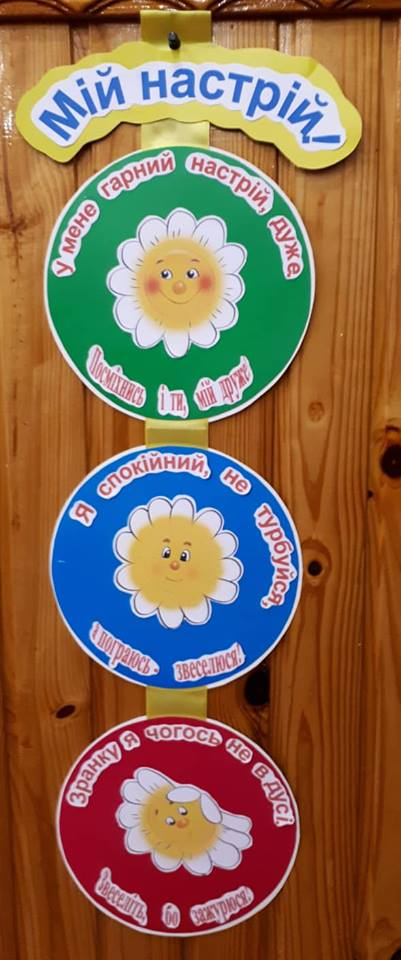 Мій настрій!
У мене гарний настрій, дуже
Посміхнись і ти, мій друже
Я спокійний, не турбуйся,
я пограюсь - звеселюся!
Зранку я чогось не в дусі
Звеселіть, бо зажурюся!